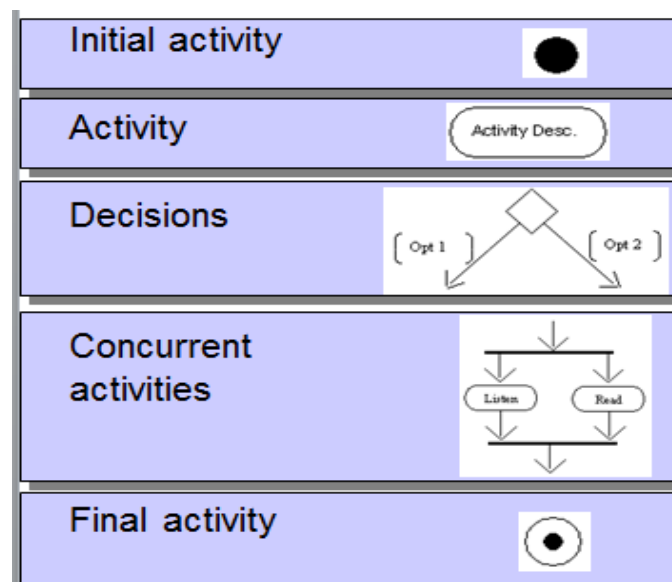 Initial activity
Activity
Activity Desc.
Decisions
[ Opt 1 ]
[ Opt 2 ]
Concurrent
activities
Listen
Read
Final activity